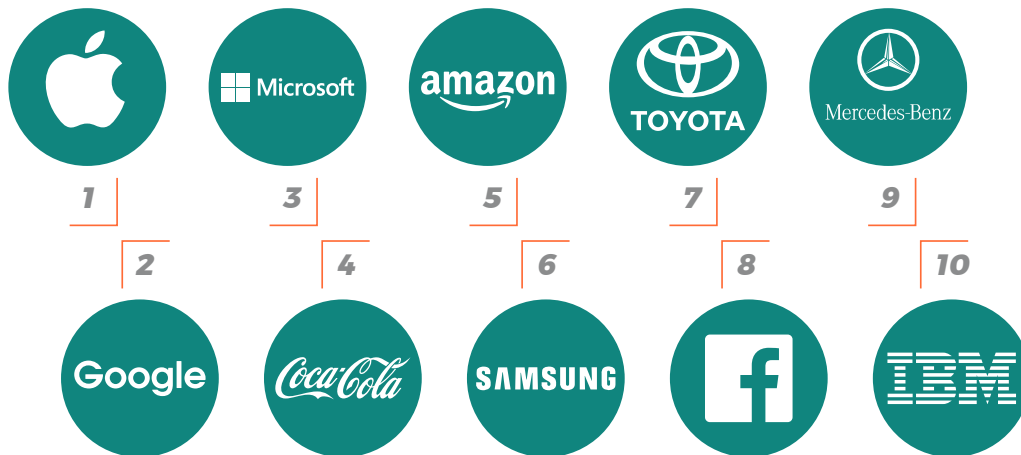 Microsoft
amazon
TOYOTA
Mercedes-Benz
1
3
5
7
9
2
4
6
8
10
Google
Coca-Cola
SAMSUNG
f
IBM